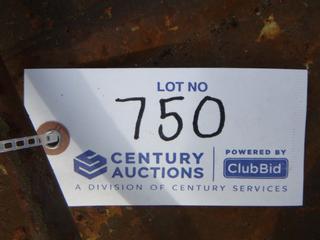 LOT NO
750
CENTURY AUCTIONS
POWERED BY
ClubBid
A DIVISION OF CENTURY SERVICES